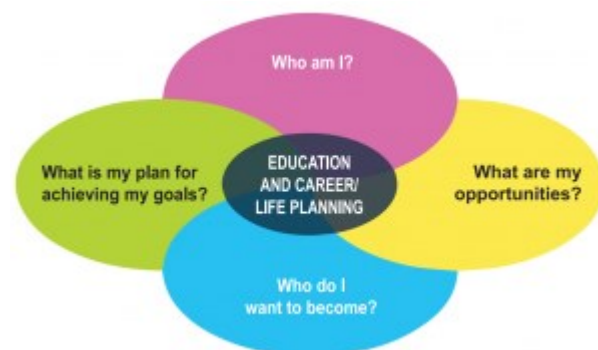 Who am I?
What is my plan for
achieving my goals?
EDUCATION
AND CAREER/
LIFE PLANNING
What are my
opportunities?
Who do I
want to become?